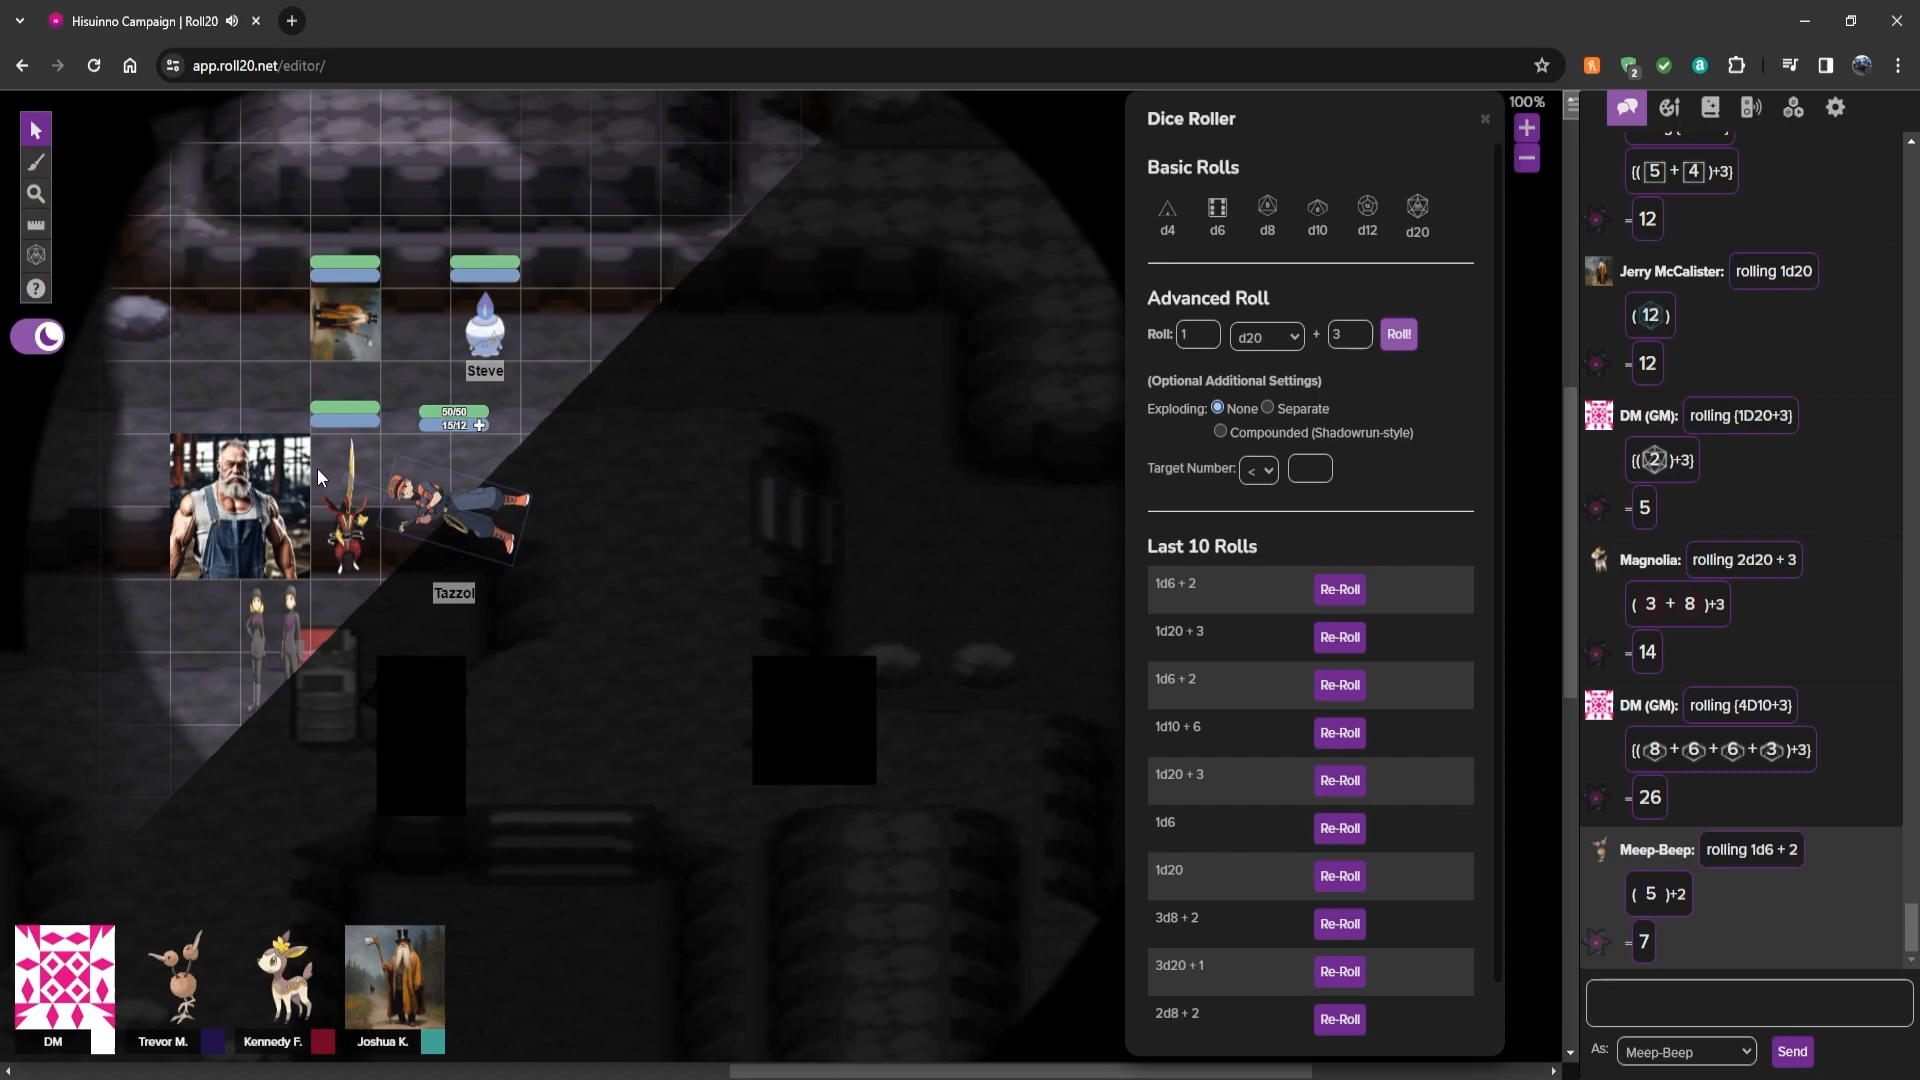 Hisuinno Campaign | Roll20
app.roll20.net/editor/
2
100%
Dice Roller
Basic Rolls
d4
d6
d8
d10
d12
d20
Advanced Roll
Roll: 1 d20 + 3 Roll!
(Optional Additional Settings)
Exploding: None Separate
Compounded (Shadowrun-style)
Target Number: <
Last 10 Rolls
1d6 + 2 Re-Roll
1d20 + 3 Re-Roll
1d6 + 2 Re-Roll
1d10 + 6 Re-Roll
1d20 + 3 Re-Roll
1d6 Re-Roll
1d20 Re-Roll
3d8 + 2 Re-Roll
3d20 + 1 Re-Roll
2d8 + 2 Re-Roll
Steve
50/50
15/12
Tazzol
DM
Trevor M.
Kennedy F.
Joshua K.
{( 5 + 4 )+3}
= 12
Jerry McCalister: rolling 1d20
( 12 )
= 12
DM (GM): rolling {1D20+3}
{( 2 )+3}
= 5
Magnolia: rolling 2d20 + 3
( 3 + 8 )+3
= 14
DM (GM): rolling {4D10+3}
{( 8 + 6 + 6 + 3 )+3}
= 26
Meep-Beep: rolling 1d6 + 2
( 5 )+2
= 7
As: Meep-Beep Send